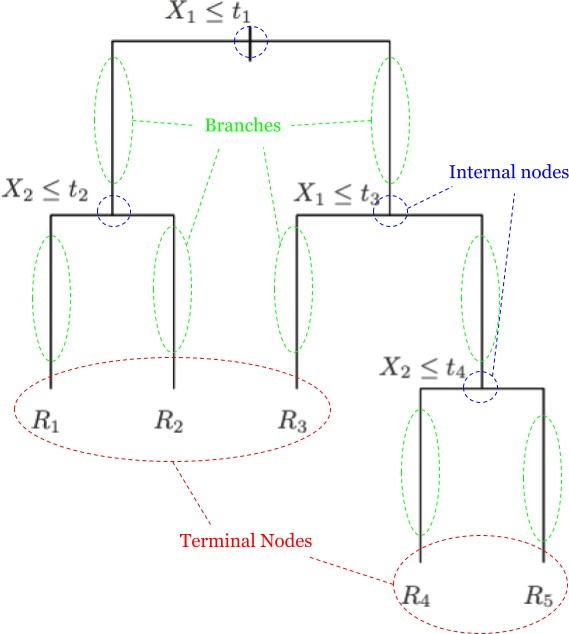 X₁ ≤ t₁
Branches
Internal nodes
X₂ ≤ t₂
X₁ ≤ t₃
X₂ ≤ t₄
R₁
R₂
R₃
Terminal Nodes
R₄
R₅